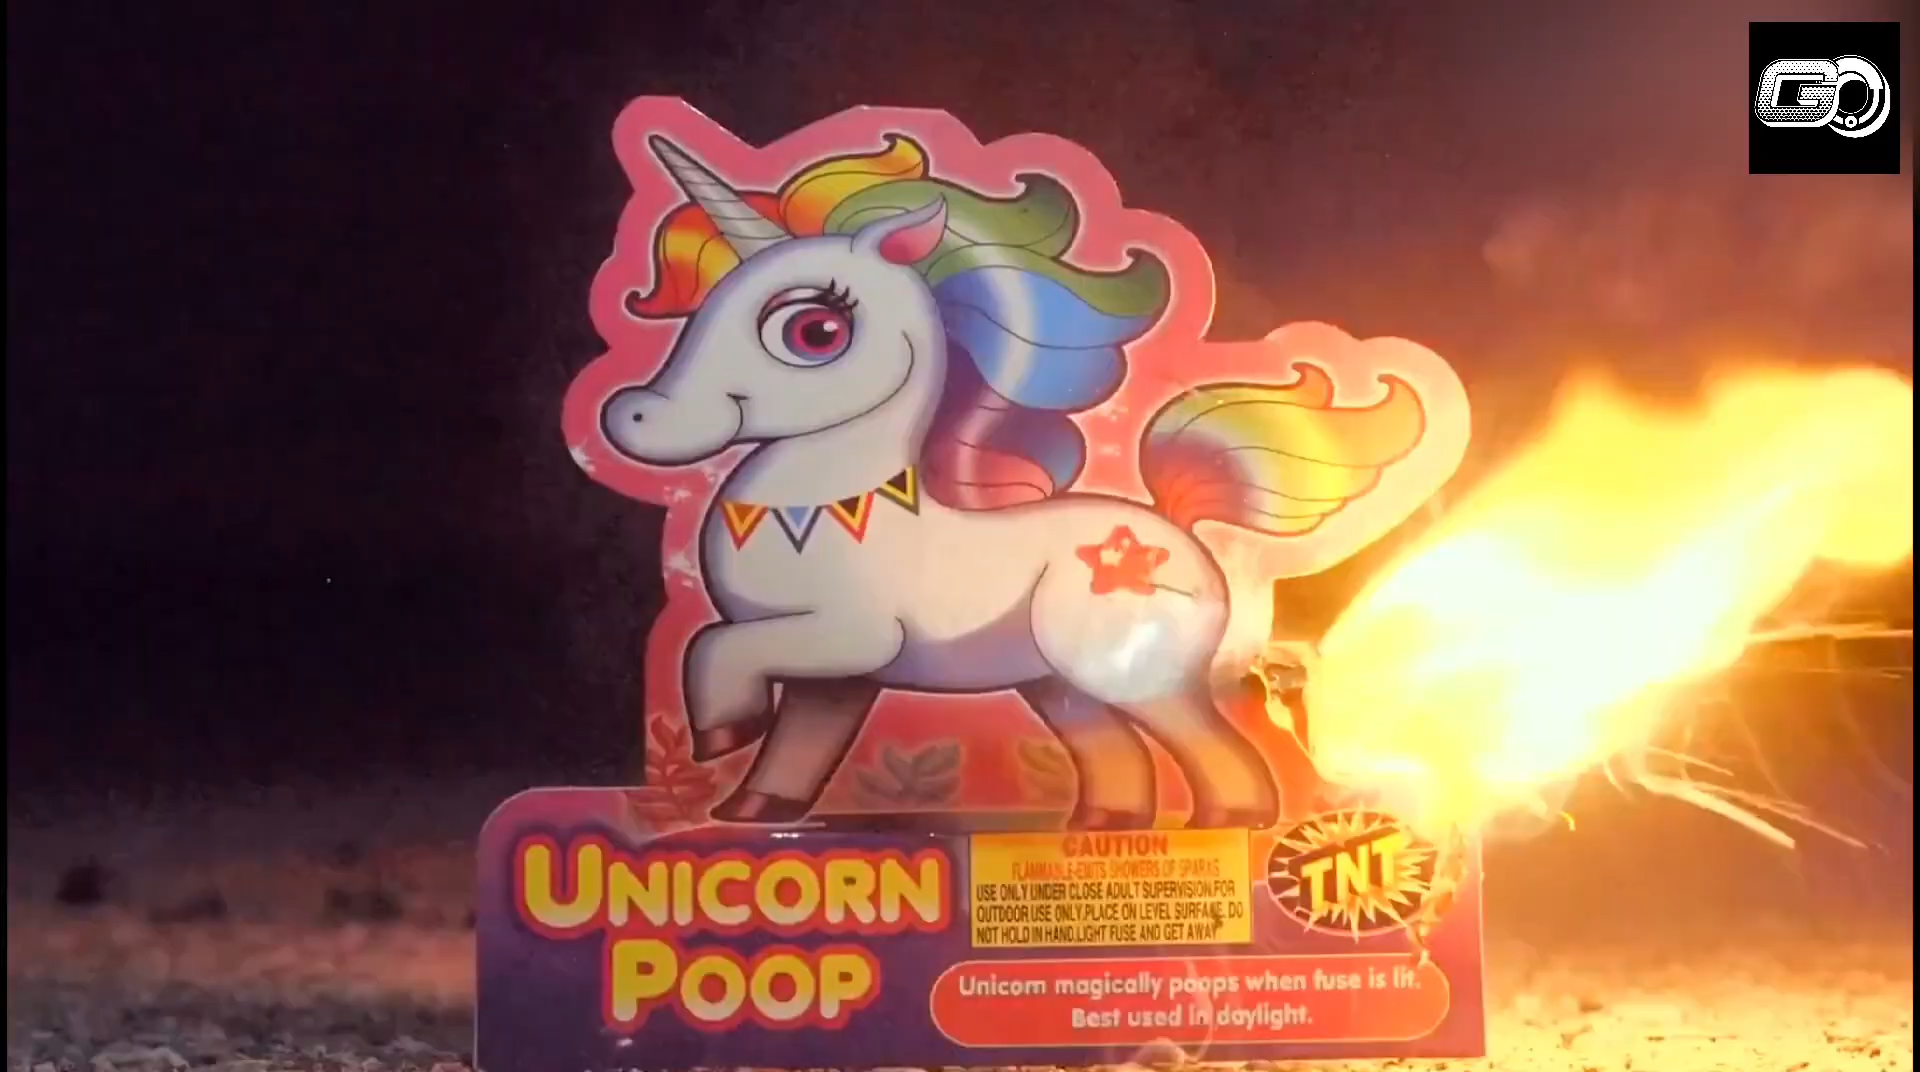 GO
UNICORN
POOP
CAUTION
FLAMMABLE-EMITS SHOWERS OF SPARKS
USE ONLY UNDER CLOSE ADULT SUPERVISION.FOR
OUTDOOR USE ONLY.PLACE ON LEVEL SURFACE. DO
NOT HOLD IN HAND.LIGHT FUSE AND GET AWAY
TNT
Unicorn magically poops when fuse is lit.
Best used in daylight.